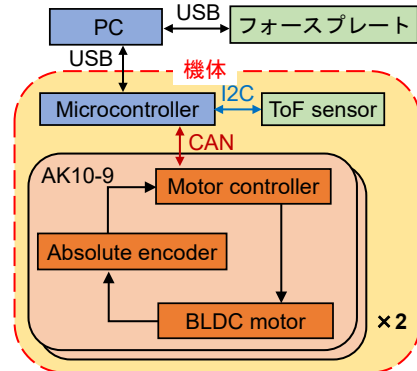 USB
PC
フォースプレート
USB
機体
I2C
Microcontroller
ToF sensor
CAN
AK10-9
Motor controller
Absolute encoder
BLDC motor
×2